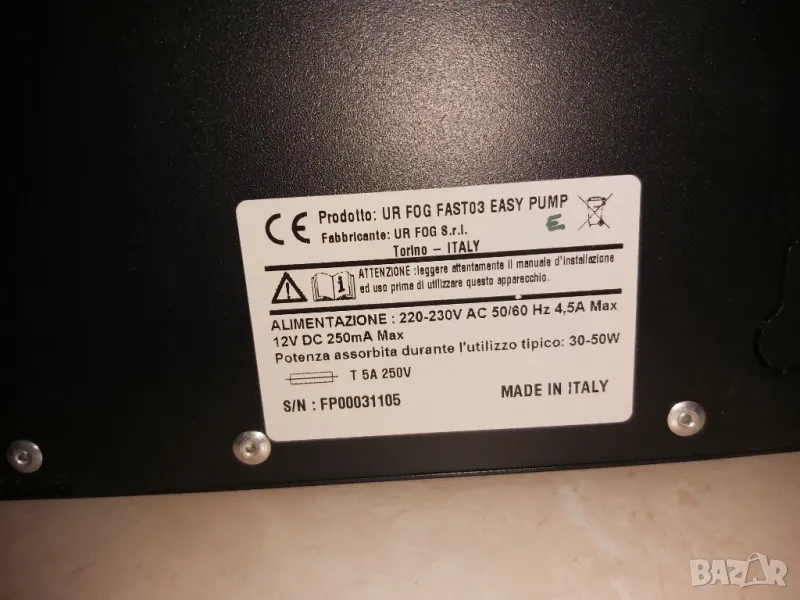 CE Prodotto: UR FOG FAST03 EASY PUMP
E
Fabbricante: UR FOG S.r.l.
Torino - ITALY
ATTENZIONE :leggere attentamente il manuale d'installazione
ed uso prima di utilizzare questo apparecchio.
ALIMENTAZIONE : 220-230V AC 50/60 Hz 4,5A Max
12V DC 250mA Max
Potenza assorbita durante l'utilizzo tipico: 30-50W
T 5A 250V
S/N : FP00031105
MADE IN ITALY
BAZAR